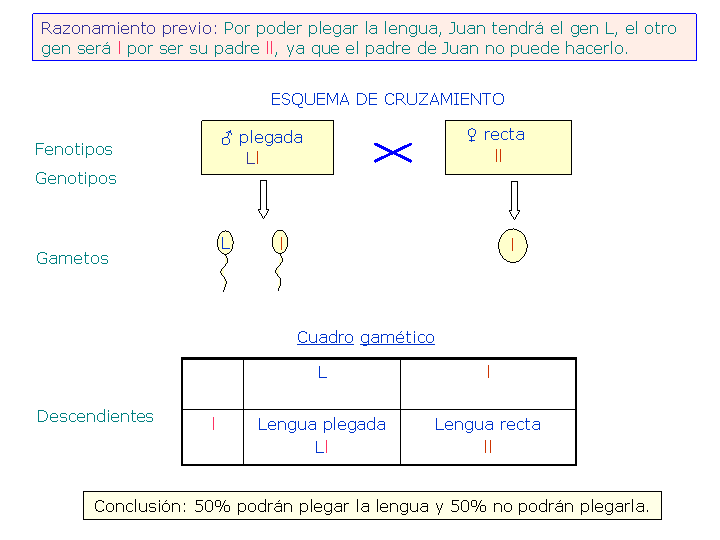 Razonamiento previo: Por poder plegar la lengua, Juan tendrá el gen L, el otro
gen será l por ser su padre ll, ya que el padre de Juan no puede hacerlo.
ESQUEMA DE CRUZAMIENTO
Fenotipos
♂ plegada
♀ recta
Genotipos
Ll
ll
Gametos
L
l
l
Cuadro gamético
L
l
Descendientes
l
Lengua plegada
Lengua recta
Ll
ll
Conclusión: 50% podrán plegar la lengua y 50% no podrán plegarla.